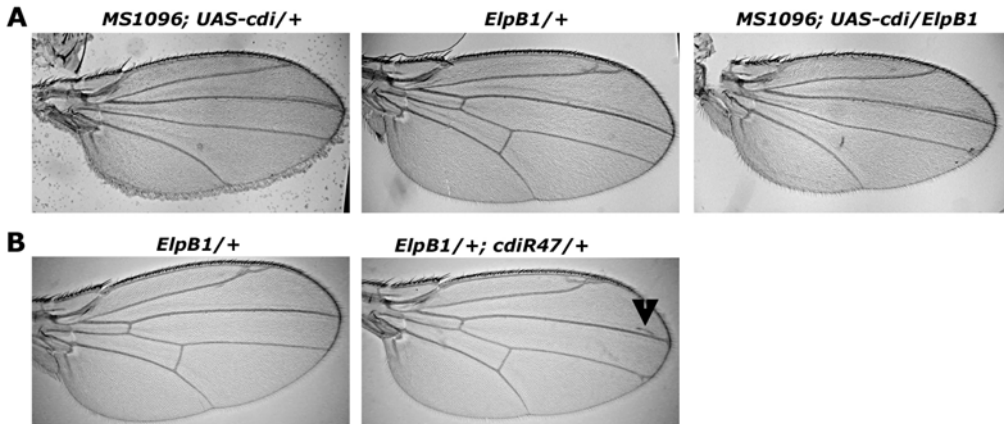 A
MS1096; UAS-cdi/+
ElpB1/+
MS1096; UAS-cdi/ElpB1
B
ElpB1/+
ElpB1/+; cdiR47/+